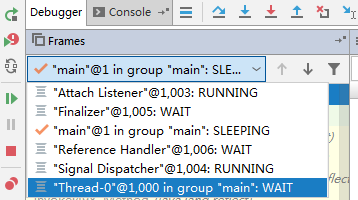 Debugger
Console
Frames
"main"@1 in group "main": SLE...
"Attach Listener"@1,003: RUNNING
"Finalizer"@1,005: WAIT
"main"@1 in group "main": SLEEPING
"Reference Handler"@1,006: WAIT
"Signal Dispatcher"@1,004: RUNNING
"Thread-0"@1,000 in group "main": WAIT